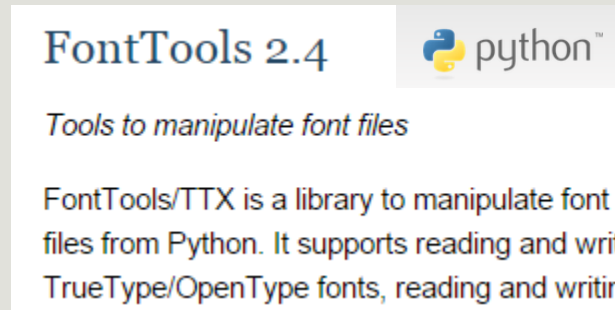 FontTools 2.4
python™
Tools to manipulate font files
FontTools/TTX is a library to manipulate font
files from Python. It supports reading and
TrueType/OpenType fonts, reading and